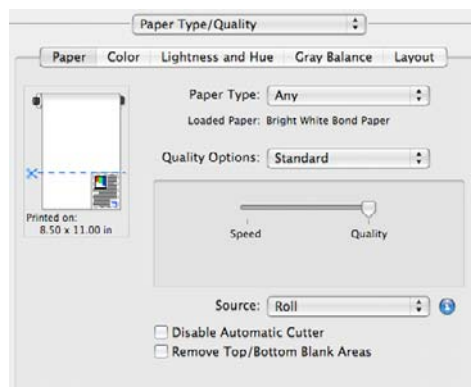 Paper Type/Quality
Paper Color Lightness and Hue Gray Balance Layout
Paper Type: Any
Loaded Paper: Bright White Bond Paper
Quality Options: Standard
Printed on:
8.50 x 11.00 in
Speed Quality
Source: Roll
Disable Automatic Cutter
Remove Top/Bottom Blank Areas